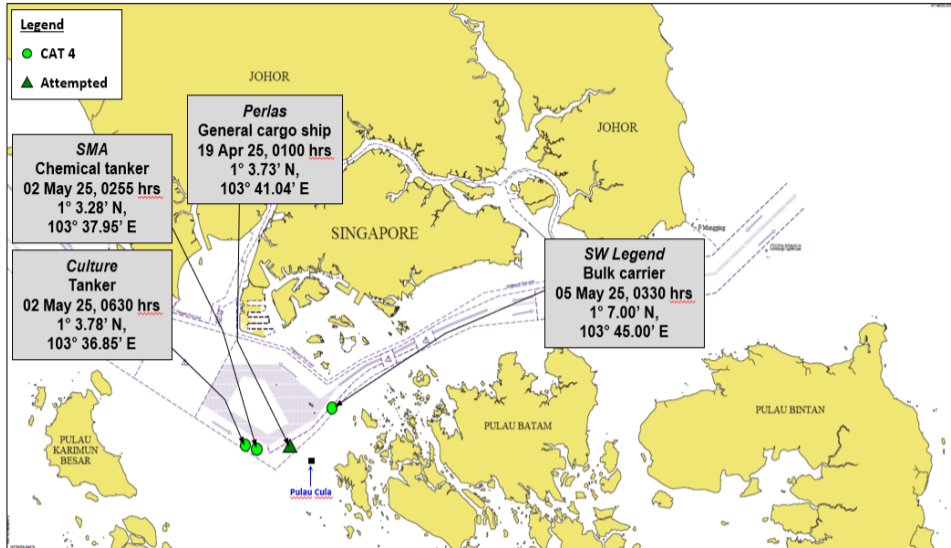 Legend
CAT 4
Attempted
JOHOR
JOHOR
Perlas
General cargo ship
19 Apr 25, 0100 hrs
1° 3.73’ N,
103° 41.04’ E
SMA
Chemical tanker
02 May 25, 0255 hrs
1° 3.28’ N,
103° 37.95’ E
SINGAPORE
Culture
Tanker
02 May 25, 0630 hrs
1° 3.78’ N,
103° 36.85’ E
SW Legend
Bulk carrier
05 May 25, 0330 hrs
1° 7.00’ N,
103° 45.00’ E
PULAU
KARIMUN
BESAR
PULAU BATAM
PULAU BINTAN
Pulau Cula